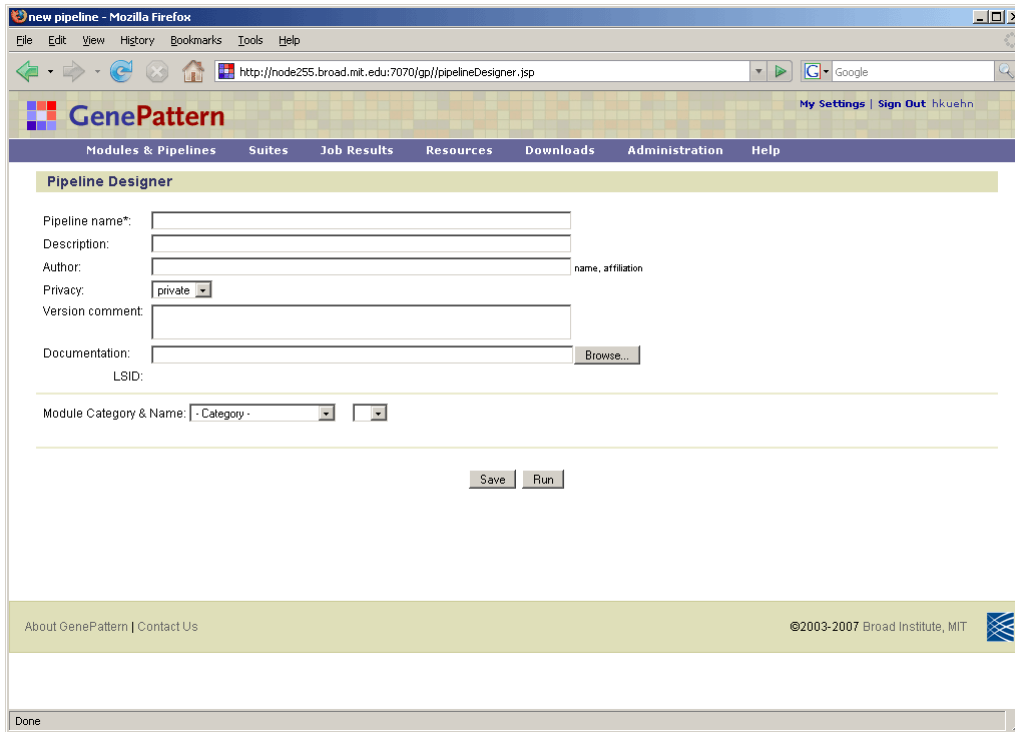 new pipeline - Mozilla Firefox
File Edit View History Bookmarks Tools Help
http://node255.broad.mit.edu:7070/gp//pipelineDesigner.jsp
G Google
My Settings | Sign Out hkuehn
GenePattern
Modules & Pipelines Suites Job Results Resources Downloads Administration Help
Pipeline Designer
Pipeline name*:
Description:
Author: name, affiliation
Privacy: private
Version comment:
Documentation: Browse...
LSID:
Module Category & Name: - Category -
Save Run
About GenePattern | Contact Us ©2003-2007 Broad Institute, MIT
Done